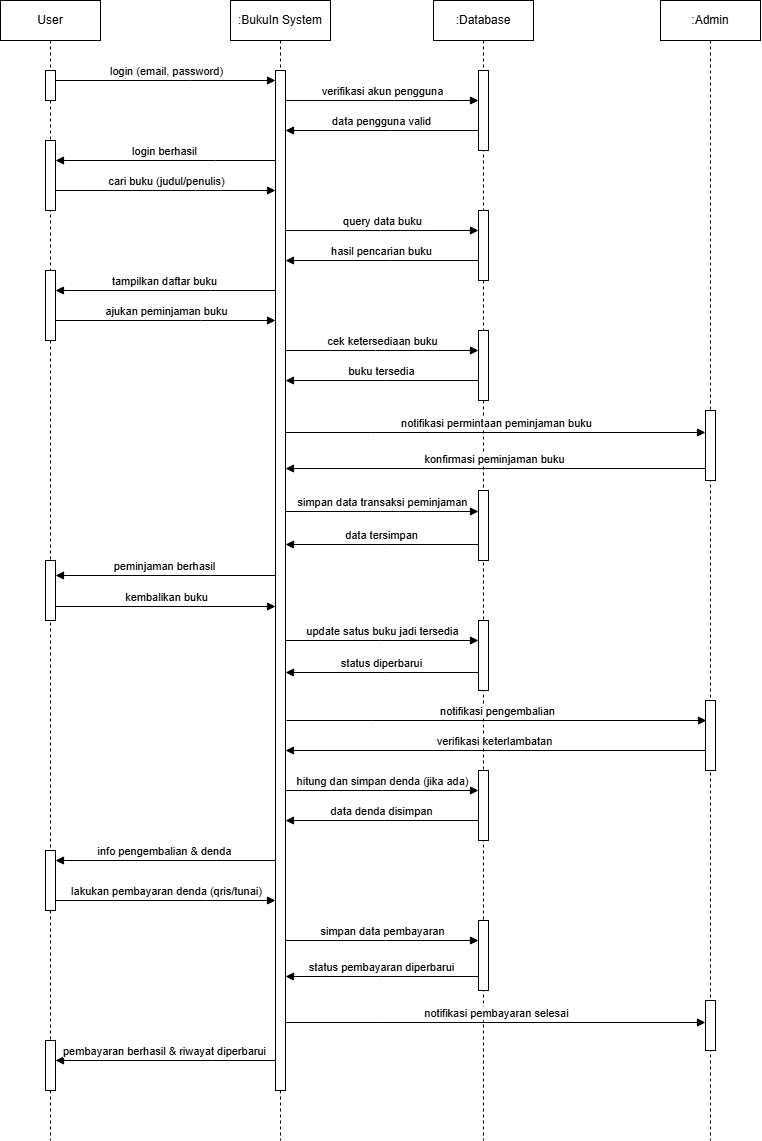 User
:BukuIn System
:Database
:Admin
login (email, password)
verifikasi akun pengguna
data pengguna valid
login berhasil
cari buku (judul/penulis)
query data buku
hasil pencarian buku
tampilkan daftar buku
ajukan peminjaman buku
cek ketersediaan buku
buku tersedia
notifikasi permintaan peminjaman buku
konfirmasi peminjaman buku
simpan data transaksi peminjaman
data tersimpan
peminjaman berhasil
kembalikan buku
update satus buku jadi tersedia
status diperbarui
notifikasi pengembalian
verifikasi keterlambatan
hitung dan simpan denda (jika ada)
data denda disimpan
info pengembalian & denda
lakukan pembayaran denda (qris/tunai)
simpan data pembayaran
status pembayaran diperbarui
notifikasi pembayaran selesai
pembayaran berhasil & riwayat diperbarui